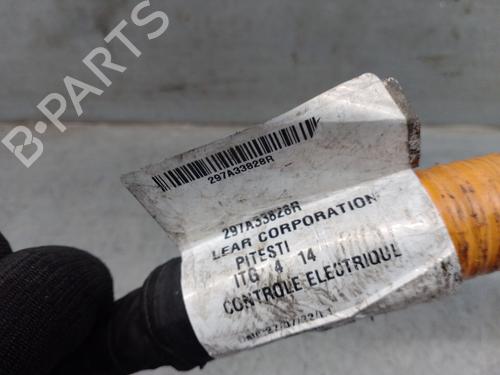 B-PARTS
297A33828R
297A33828R
LEAR CORPORATION
PITESTI
ITG 4 14
CONTROLE ELECTRIQUE